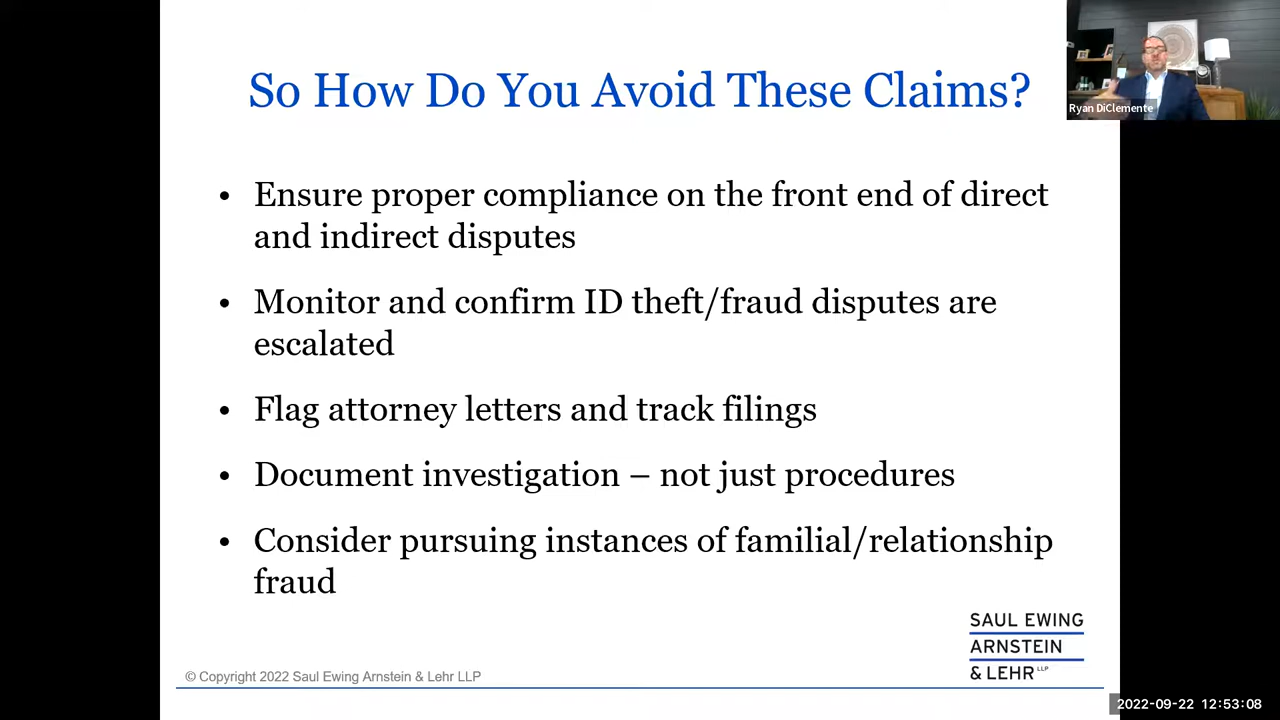 So How Do You Avoid These Claims?
Ryan DiClemente
• Ensure proper compliance on the front end of direct
and indirect disputes
• Monitor and confirm ID theft/fraud disputes are
escalated
• Flag attorney letters and track filings
• Document investigation – not just procedures
• Consider pursuing instances of familial/relationship
fraud
SAUL EWING
ARNSTEIN
& LEHR LLP
© Copyright 2022 Saul Ewing Arnstein & Lehr LLP
2022-09-22 12:53:08